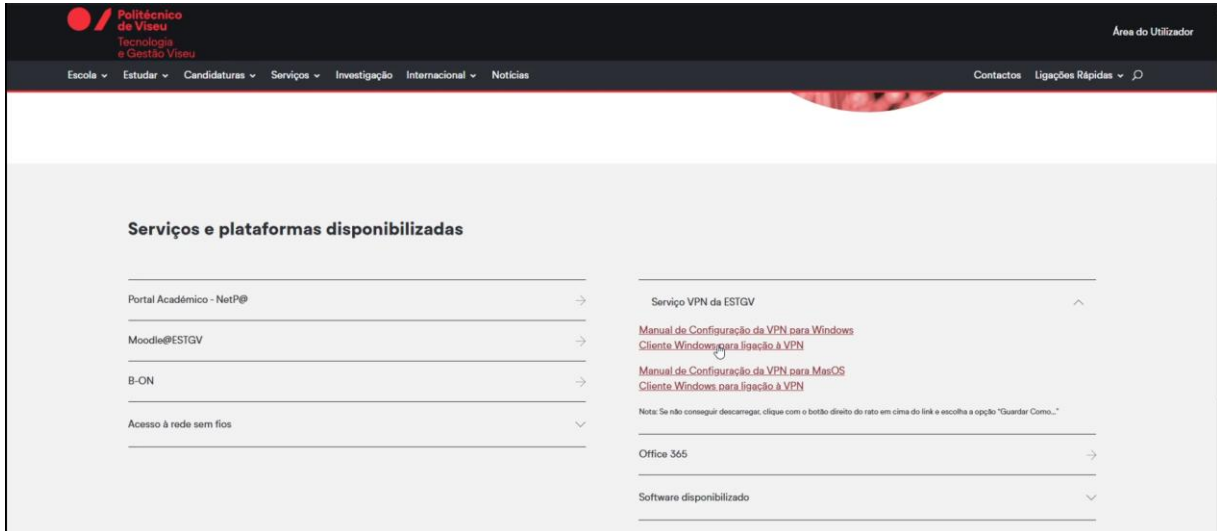 Politécnico
de Viseu
Tecnologia
e Gestão Viseu
Área do Utilizador
Escola Estudar Candidaturas Serviços Investigação Internacional Notícias Contactos Ligações Rápidas
Serviços e plataformas disponibilizadas
Portal Académico - NetP@
Moodle@ESTGV
B-ON
Acesso à rede sem fios
Serviço VPN da ESTGV
Manual de Configuração da VPN para Windows
Cliente Windows para ligação à VPN
Manual de Configuração da VPN para MasOS
Cliente Windows para ligação à VPN
Nota: Se não conseguir descarregar, clique com o botão direito do rato em cima do link e escolha a opção "Guardar Como..."
Office 365
Software disponibilizado